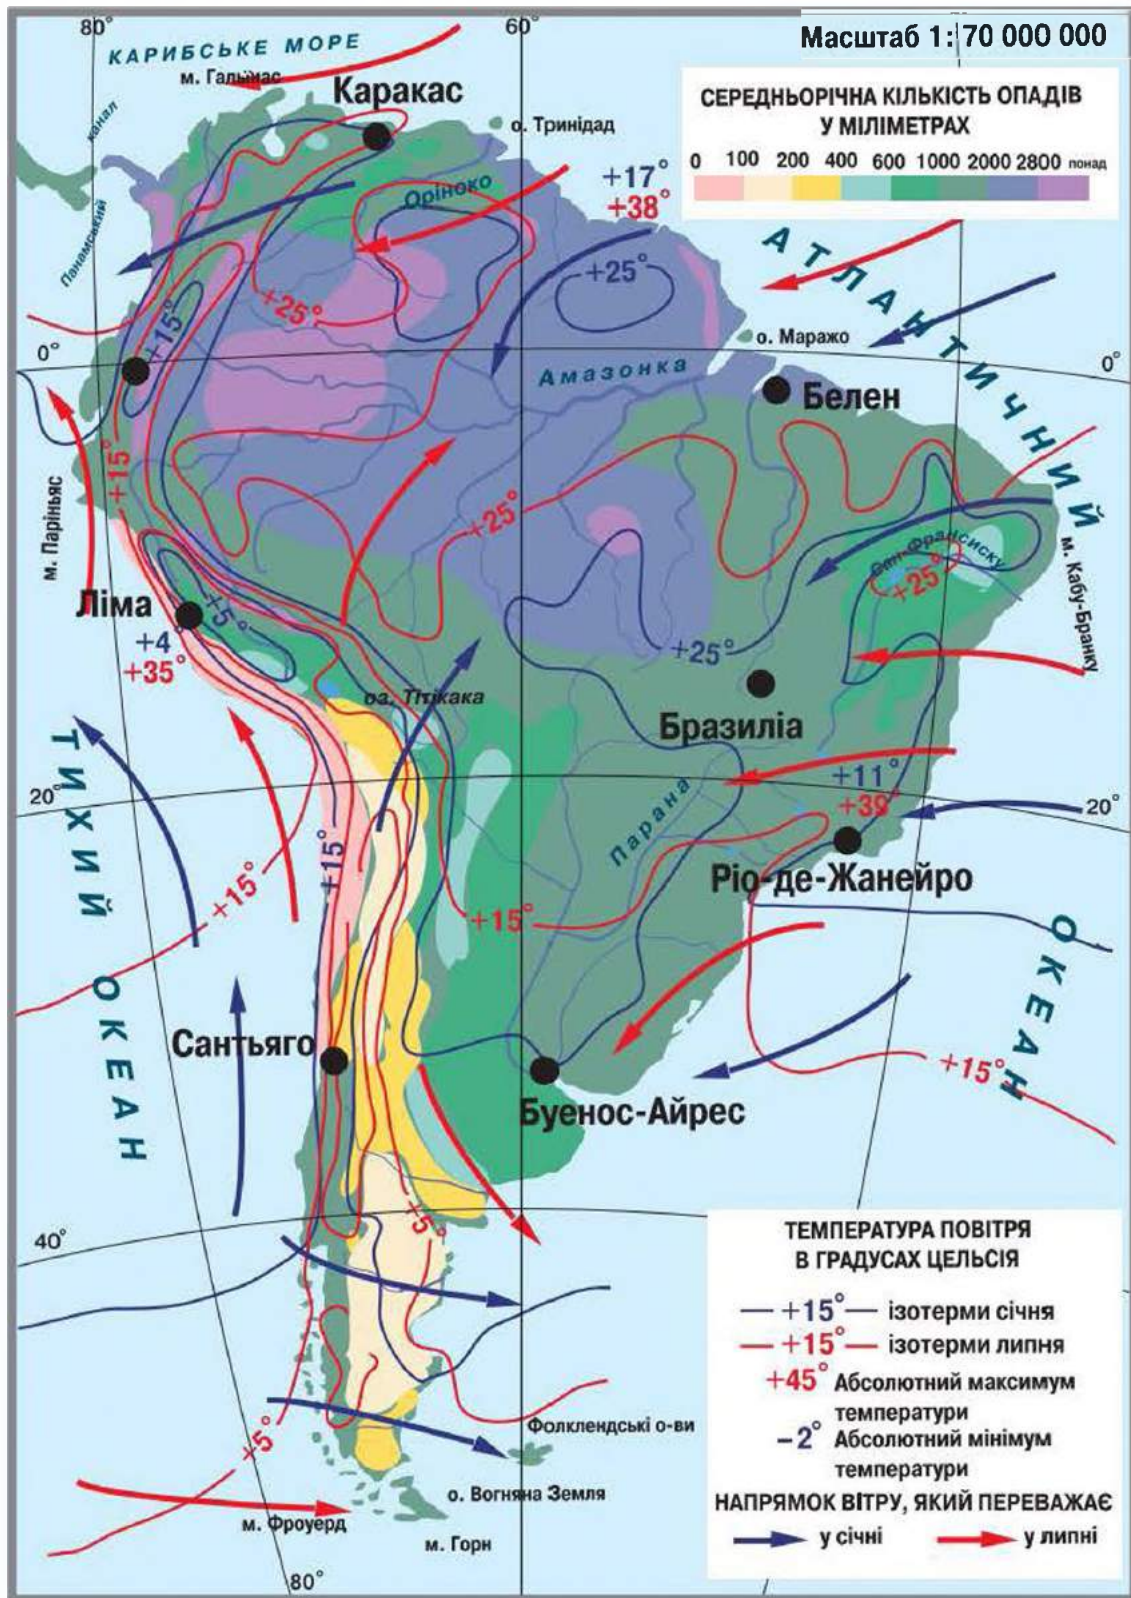 80°
60°
Масштаб 1: 70 000 000
КАРИБСЬКЕ МОРЕ
м. Гальінас
Каракас
СЕРЕДНЬОРІЧНА КІЛЬКІСТЬ ОПАДІВ
У МІЛІМЕТРАХ
0 100 200 400 600 1000 2000 2800 понад
о. Тринідад
Панамський
канал
Оріноко
+17°
+38°
АТЛАНТИЧНИЙ
+25°
+25°
+15°
о. Маражо
0°
0°
Амазонка
Белен
+15°
м. Паріньяс
+25°
Сан-Франсиску
+25°
м. Кабу-Бранку
Ліма
+5°
+4°
+35°
+25°
оз. Тітікака
Бразиліа
ТИХИЙ
+11°
+39°
20°
20°
Парана
+15°
+15°
Ріо-де-Жанейро
+15°
ОКЕАН
ОКЕАН
Сантьяго
+15°
Буенос-Айрес
+5°
40°
ТЕМПЕРАТУРА ПОВІТРЯ
В ГРАДУСАХ ЦЕЛЬСІЯ
+15° ізотерми січня
+15° ізотерми липня
+45° Абсолютний максимум
температури
−2° Абсолютний мінімум
температури
Фолклендські о-ви
+5°
о. Вогняна Земля
НАПРЯМОК ВІТРУ, ЯКИЙ ПЕРЕВАЖАЄ
м. Фроуерд
у січні у липні
м. Горн
80°